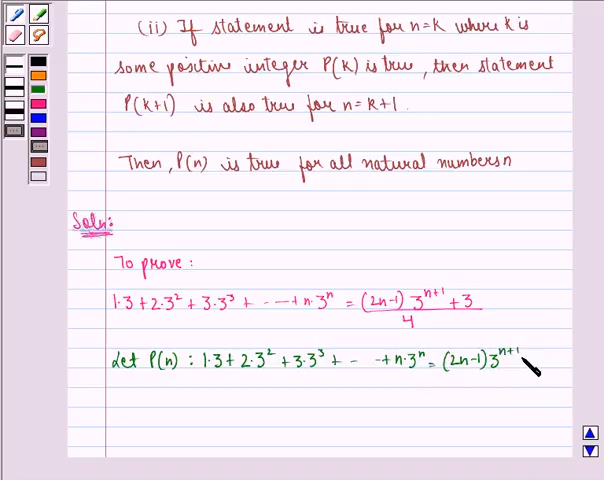 (ii) If statement is true for n=k where k is
some positive integer P(k) is true, then statement
P(k+1) is also true for n=k+1.
Then, P(n) is true for all natural numbers n
Soln:
To prove:
1·3+2·3²+3·3³+ - - - +n·3ⁿ = (2n-1) 3ⁿ⁺¹ +3
4
Let P(n) : 1·3+2·3²+3·3³+ - - +n·3ⁿ = (2n-1)3ⁿ⁺¹